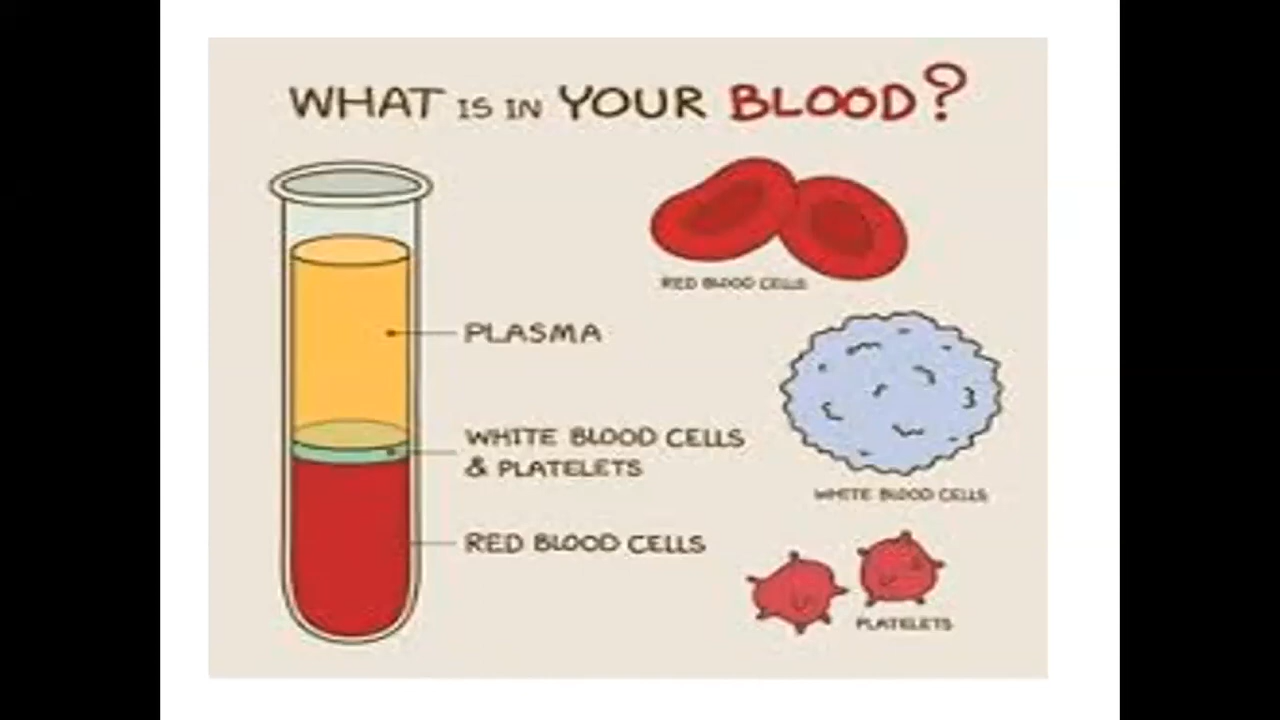 WHAT IS IN YOUR BLOOD?
RED BLOOD CELLS
PLASMA
WHITE BLOOD CELLS
& PLATELETS
WHITE BLOOD CELLS
RED BLOOD CELLS
PLATELETS